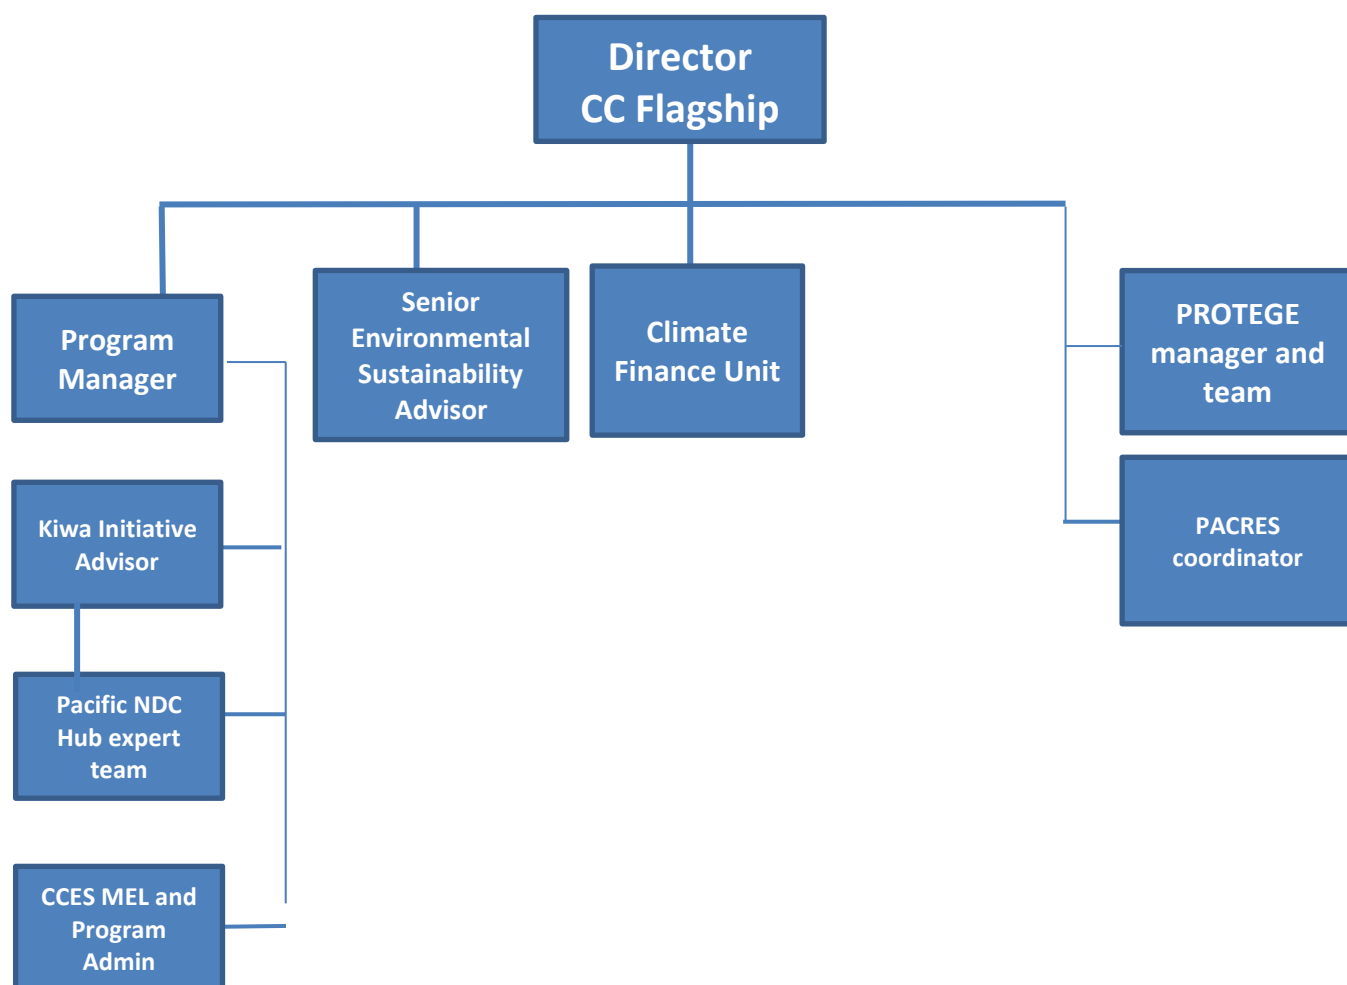 Director
CC Flagship
Program
Manager
Senior
Environmental
Sustainability
Advisor
Climate
Finance Unit
PROTEGE
manager and
team
Kiwa Initiative
Advisor
PACRES
coordinator
Pacific NDC
Hub expert
team
CCES MEL and
Program
Admin